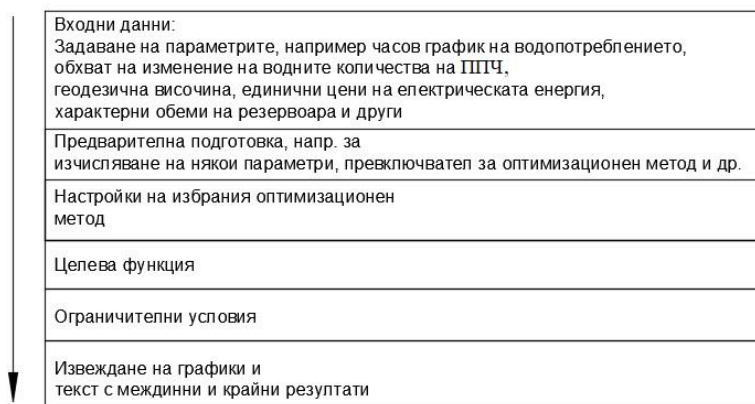 Входни данни:
Задаване на параметрите, например часов график на водопотреблението,
обхват на изменение на водните количества на ППЧ,
геодезична височина, единични цени на електрическата енергия,
характерни обеми на резервоара и други
Предварителна подготовка, напр. за
изчисляване на някои параметри, превключвател за оптимизационен метод и др.
Настройки на избрания оптимизационен
метод
Целева функция
Ограничителни условия
Извеждане на графики и
текст с междинни и крайни резултати